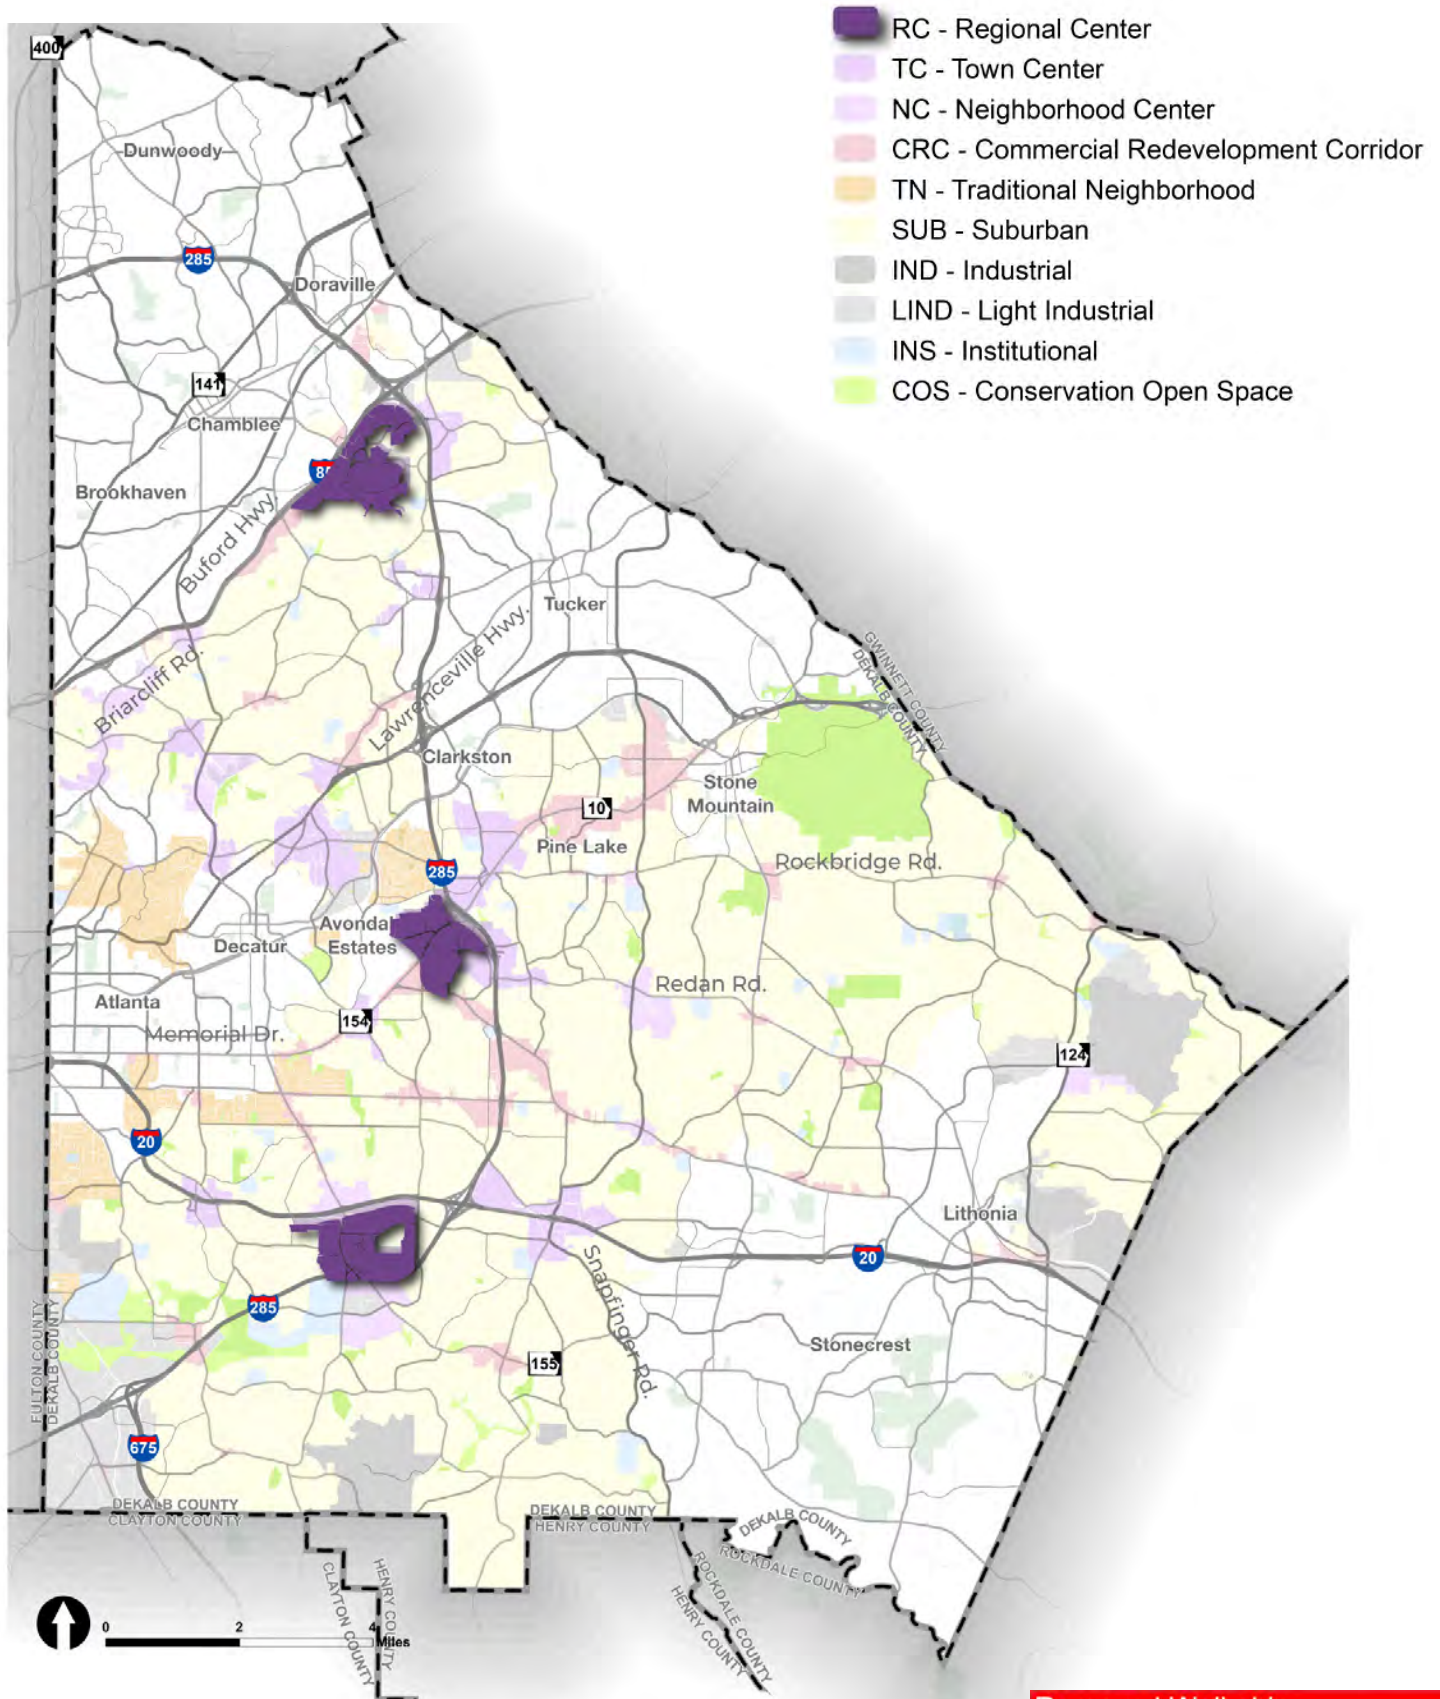 RC - Regional Center
TC - Town Center
NC - Neighborhood Center
CRC - Commercial Redevelopment Corridor
TN - Traditional Neighborhood
SUB - Suburban
IND - Industrial
LIND - Light Industrial
INS - Institutional
COS - Conservation Open Space
400
Dunwoody
285
Doraville
141
Chamblee
85
Brookhaven
Buford Hwy.
Tucker
Lawrenceville Hwy.
Briarcliff Rd.
GWINNETT COUNTY
DEKALB COUNTY
Clarkston
Stone
Mountain
10
Pine Lake
Rockbridge Rd.
285
Avondal
Estates
Decatur
Redan Rd.
Atlanta
154
Memorial Dr.
124
20
Lithonia
20
Snapfinger Rd.
285
FULTON COUNTY
DEKALB COUNTY
Stonecrest
155
675
DEKALB COUNTY
CLAYTON COUNTY
DEKALB COUNTY
HENRY COUNTY
DEKALB COUNTY
ROCKDALE COUNTY
CLAYTON COUNTY
HENRY COUNTY
ROCKDALE COUNTY
HENRY COUNTY
0 2 4
Miles